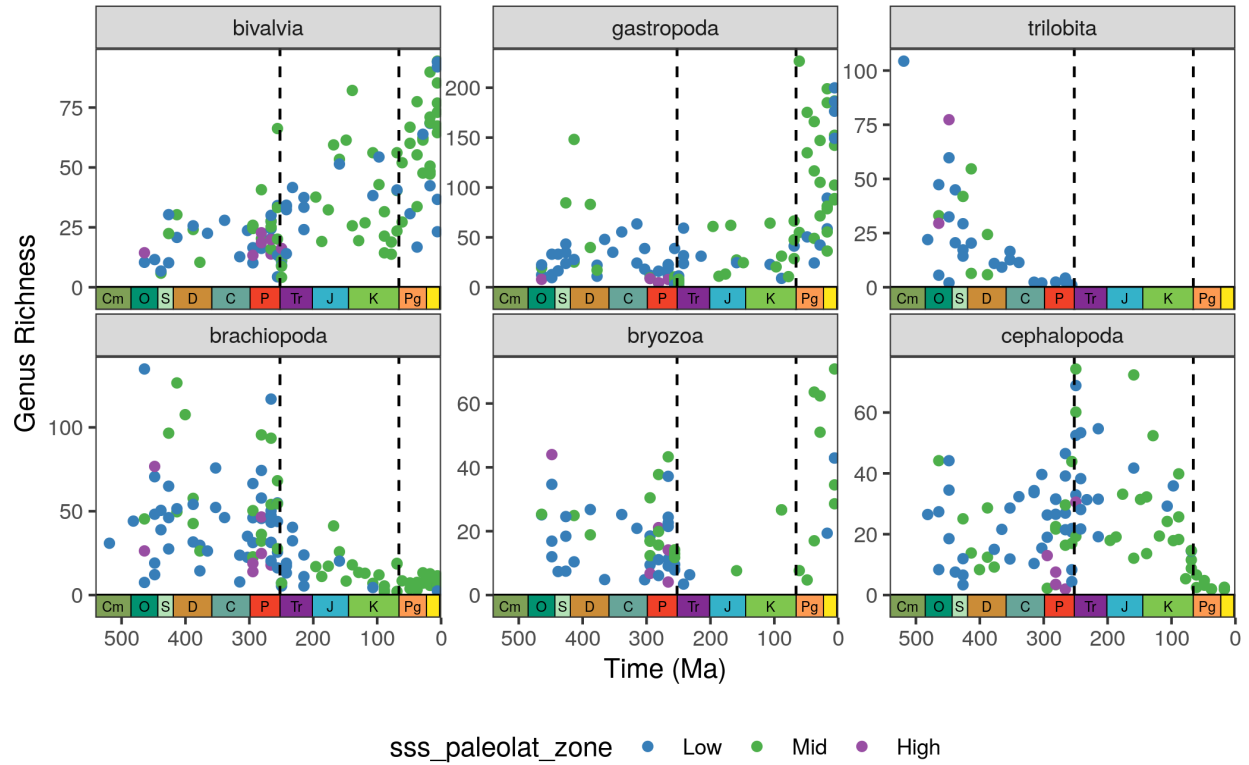 bivalvia gastropoda trilobita
75
50
25
0
200
150
100
50
0
100
75
50
25
0
Cm O S D C P Tr J K Pg
Cm O S D C P Tr J K Pg
Cm O S D C P Tr J K Pg
Genus Richness
brachiopoda bryozoa cephalopoda
100
50
0
60
40
20
0
60
40
20
0
Cm O S D C P Tr J K Pg
Cm O S D C P Tr J K Pg
Cm O S D C P Tr J K Pg
500 400 300 200 100 0
500 400 300 200 100 0
500 400 300 200 100 0
Time (Ma)
sss_paleolat_zone Low Mid High